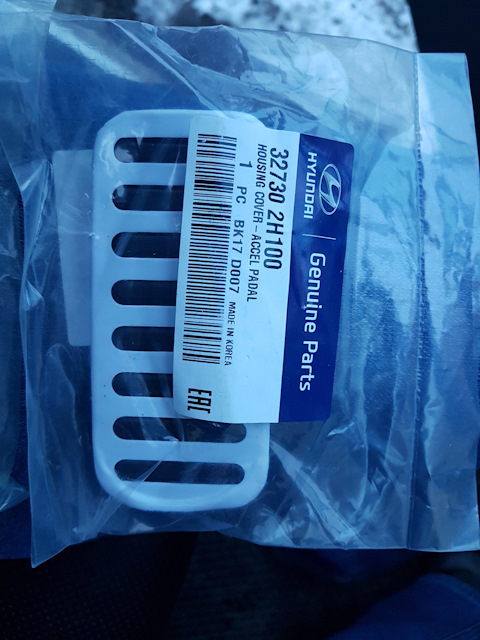 HYUNDAI | Genuine Parts
32730 2H100
HOUSING COVER-ACCEL PADAL
1 PC BK17 D007 MADE IN KOREA
EAC